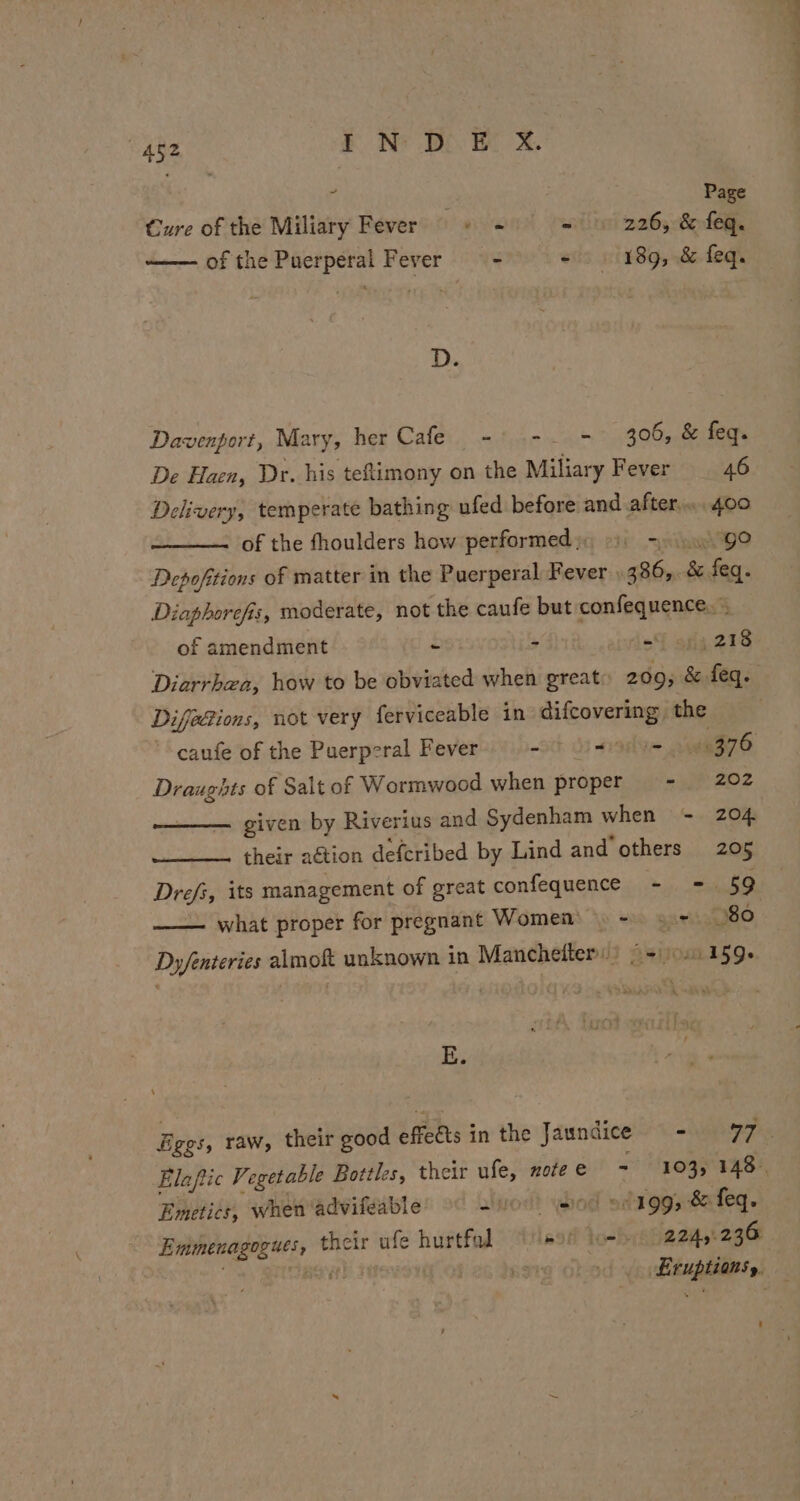 452 INDEX.
Page
Cure of the Miliary Fever - - - 226, & ſeq.
—— of the Puerperal Fever - - 189, & ſeq.
D.
Davenport, Mary, her Caſe - - - 306, & ſeq.
De Haen, Dr. his teſtimony on the Miliary Fever 46
Delivery, temperate bathing uſed before and after 400
—— of the ſhoulders how performed - 90
Depoſitions of matter in the Puerperal Fever 386, & ſeq.
Diaphoreſis, moderate, not the cauſe but conſequence
of amendment - - - 218
Diarrhæa, how to be obviated when great 209, & ſeq.
Diſſections, not very ſerviceable in diſcovering the
cauſe of the Puerperal Fever - - - 376
Draughts of Salt of Wormwood when proper - 202
—— given by Riverius and Sydenham when - 204
—— their action deſcribed by Lind and others 205
Dreſs, its management of great conſequence - - 59
—— what proper for pregnant Women - - 80
Dyſenteries almoſt unknown in Mancheſter - 159.
E.
Eggs, raw, their good effects in the Jaundice - 77
Elaſtic Vegetable Bottles, their uſe, note e - 103, 148
Emetics, when adviſeable - - 199, & ſeq.
Emmenagogues, their uſe hurtful - - 224, 236
Eruptions,